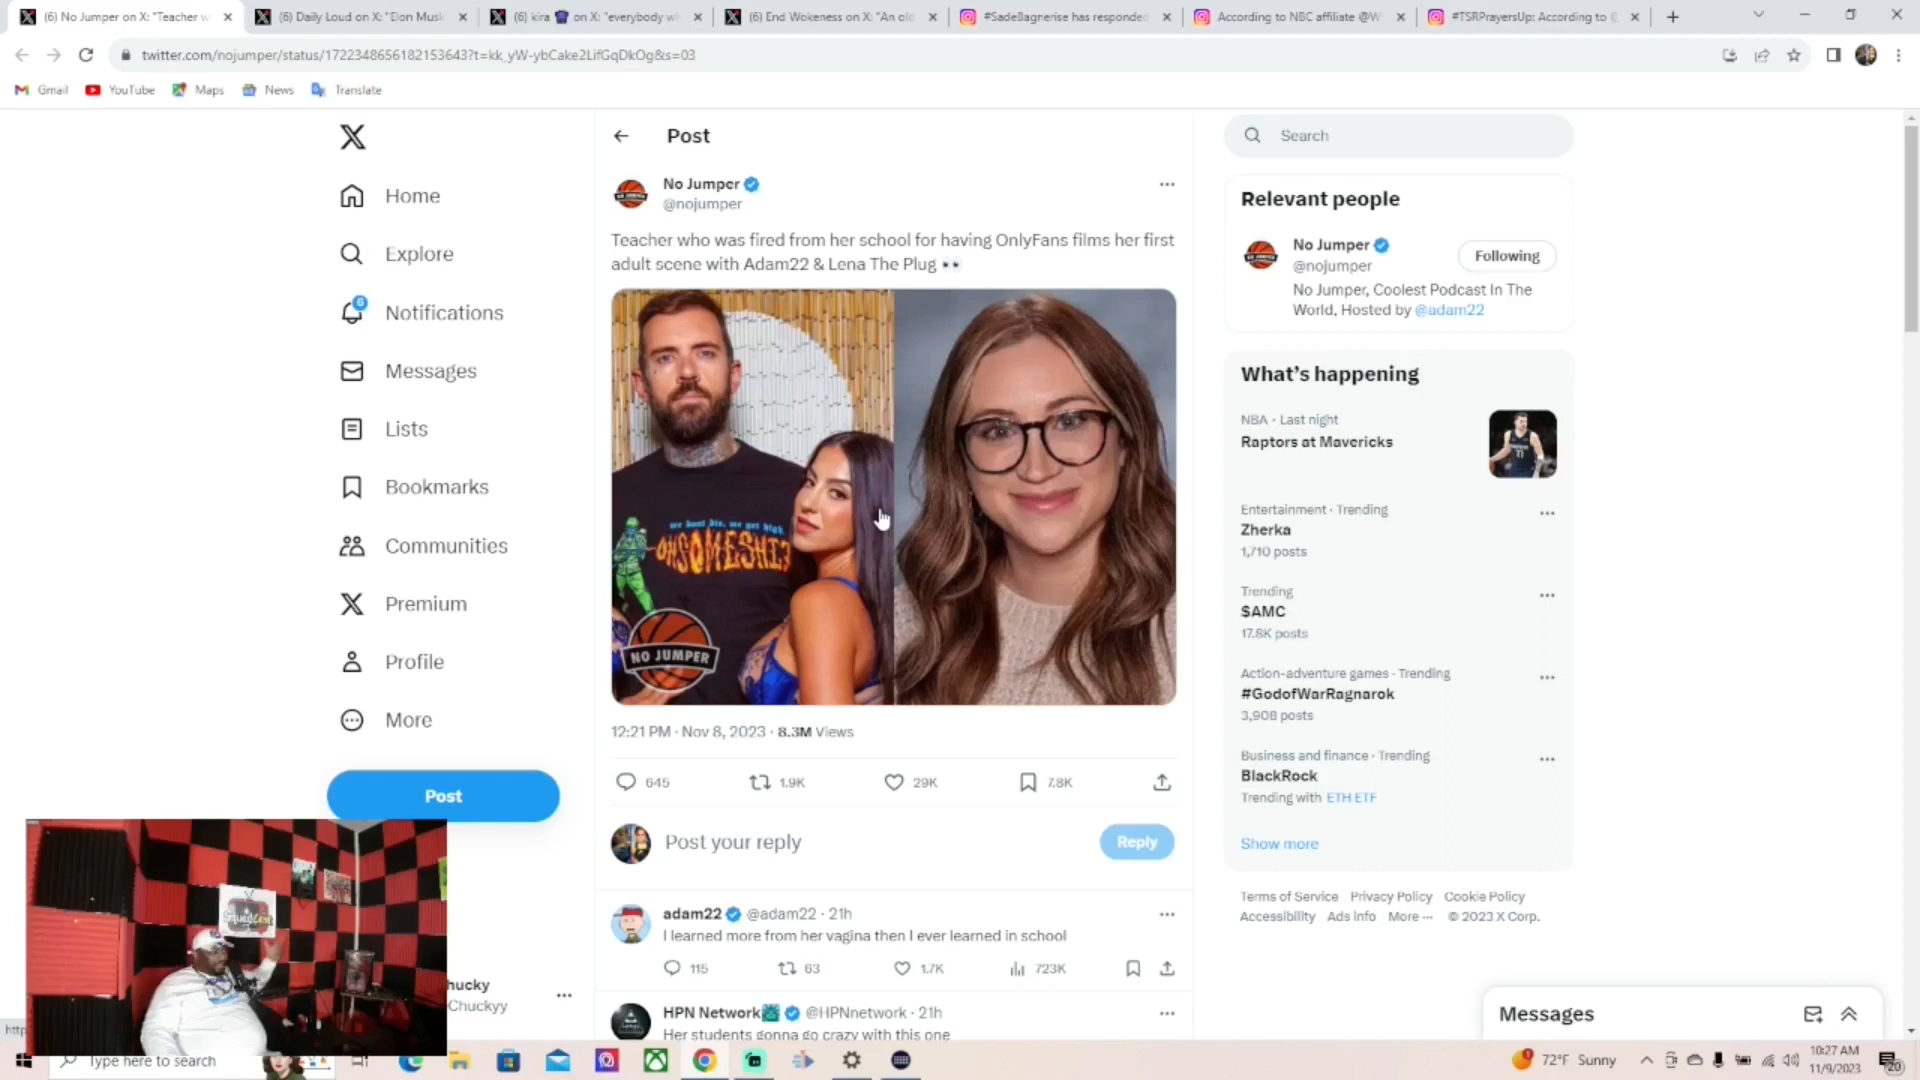 (6) No Jumper on X: "Teacher w
(6) Daily Loud on X: "Elon Musk
(6) kira on X: "everybody w
(6) End Wokeness on X: "An old
#SadeBagnerise has responded
According to NBC affiliate @W
#TSRPrayersUp: According to
twitter.com/nojumper/status/1722348656182153643?t=kk_yW-ybCake2LifGqDkOg&s=03
Gmail YouTube Maps News Translate
Home
Explore
6
Notifications
Messages
Lists
Bookmarks
Communities
Premium
Profile
More
Post
hucky
Chuckyy
Post
No Jumper
@nojumper
Teacher who was fired from her school for having OnlyFans films her first
adult scene with Adam22 & Lena The Plug 👀
we dont die, we get high
OHSOMESHIT
NO JUMPER
12:21 PM · Nov 8, 2023 · 8.3M Views
645 1.9K 29K 7.8K
Post your reply
Reply
adam22 @adam22 · 21h
I learned more from her vagina then I ever learned in school
115 63 1.7K 723K
HPN Network @HPNnetwork · 21h
Her students gonna go crazy with this one
Search
Relevant people
No Jumper
@nojumper
Following
No Jumper, Coolest Podcast In The
World, Hosted by @adam22
What's happening
NBA · Last night
Raptors at Mavericks
Entertainment · Trending
Zherka
1,710 posts
Trending
$AMC
17.8K posts
Action-adventure games · Trending
#GodofWarRagnarok
3,908 posts
Business and finance · Trending
BlackRock
Trending with ETH ETF
Show more
Terms of Service Privacy Policy Cookie Policy
Accessibility Ads info More ··· © 2023 X Corp.
Messages
Type here to search
72°F Sunny
10:27 AM
11/9/2023
20